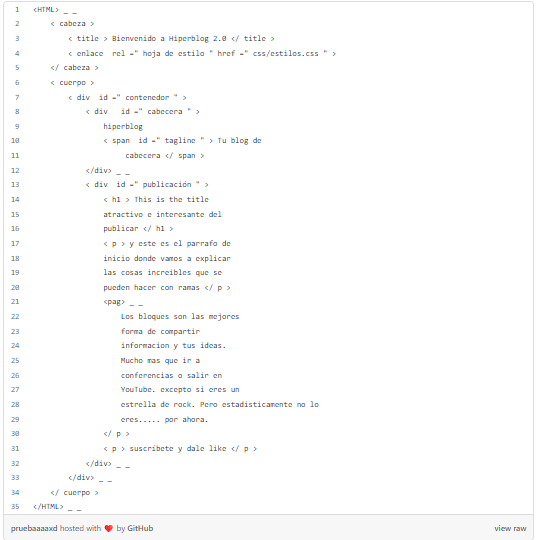 1 <HTML> _ _
2 < cabeza >
3 < title > Bienvenido a Hiperblog 2.0 </ title >
4 < enlace rel =" hoja de estilo " href =" css/estilos.css " >
5 </ cabeza >
6 < cuerpo >
7 < div id =" contenedor " >
8 < div id =" cabecera " >
9 hiperblog
10 < span id =" tagline " > Tu blog de
11 cabecera </ span >
12 </div> _ _
13 < div id =" publicación " >
14 < h1 > This is the title
15 atractivo e interesante del
16 publicar </ h1 >
17 < p > y este es el parrafo de
18 inicio donde vamos a explicar
19 las cosas increibles que se
20 pueden hacer con ramas </ p >
21 <pag> _ _
22 Los bloques son las mejores
23 forma de compartir
24 informacion y tus ideas.
25 Mucho mas que ir a
26 conferencias o salir en
27 YouTube. excepto si eres un
28 estrella de rock. Pero estadisticamente no lo
29 eres..... por ahora.
30 </ p >
31 < p > suscríbete y dale like </ p >
32 </div> _ _
33 </div> _ _
34 </ cuerpo >
35 </HTML> _ _
pruebaaaaxd hosted with ❤ by GitHub view raw